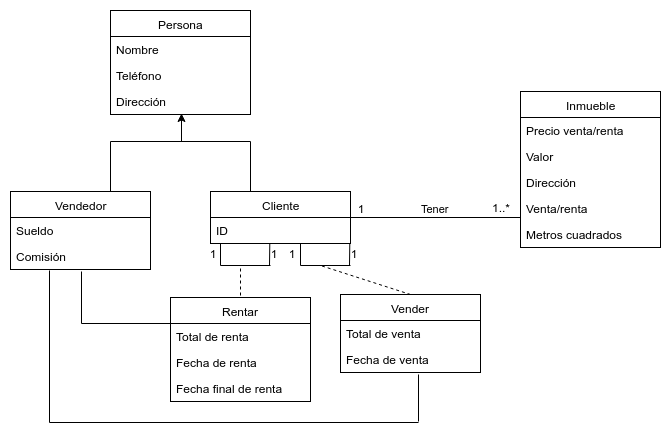 Persona
Nombre
Teléfono
Dirección
Inmueble
Precio venta/renta
Valor
Dirección
Venta/renta
Metros cuadrados
Vendedor
Sueldo
Comisión
Cliente
ID
1 Tener 1..*
1 1 1 1
Rentar
Total de renta
Fecha de renta
Fecha final de renta
Vender
Total de venta
Fecha de venta